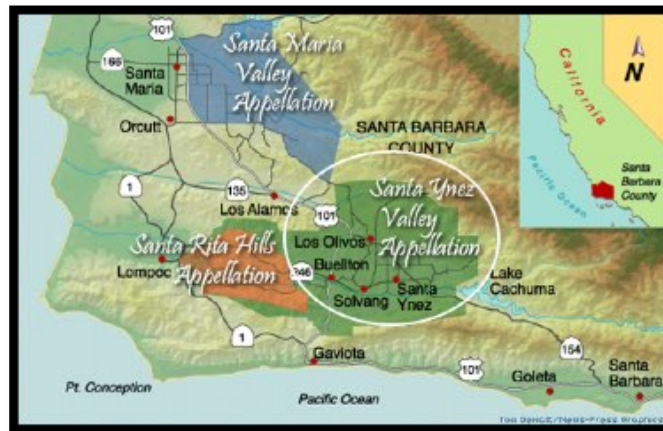 101
Santa Maria
Valley
Appellation
166
Santa
Maria
Orcutt
SANTA BARBARA
COUNTY
1
135
Los Alamos
101
Santa Ynez
Valley
Appellation
Los Olivos
Santa Rita Hills
Appellation
Lompoc
246
Buellton
Solvang
Santa
Ynez
Lake
Cachuma
1
Gaviota
101
154
Goleta
Santa
Barbara
Pt. Conception
Pacific Ocean
California
N
Pacific Ocean
Santa
Barbara
County